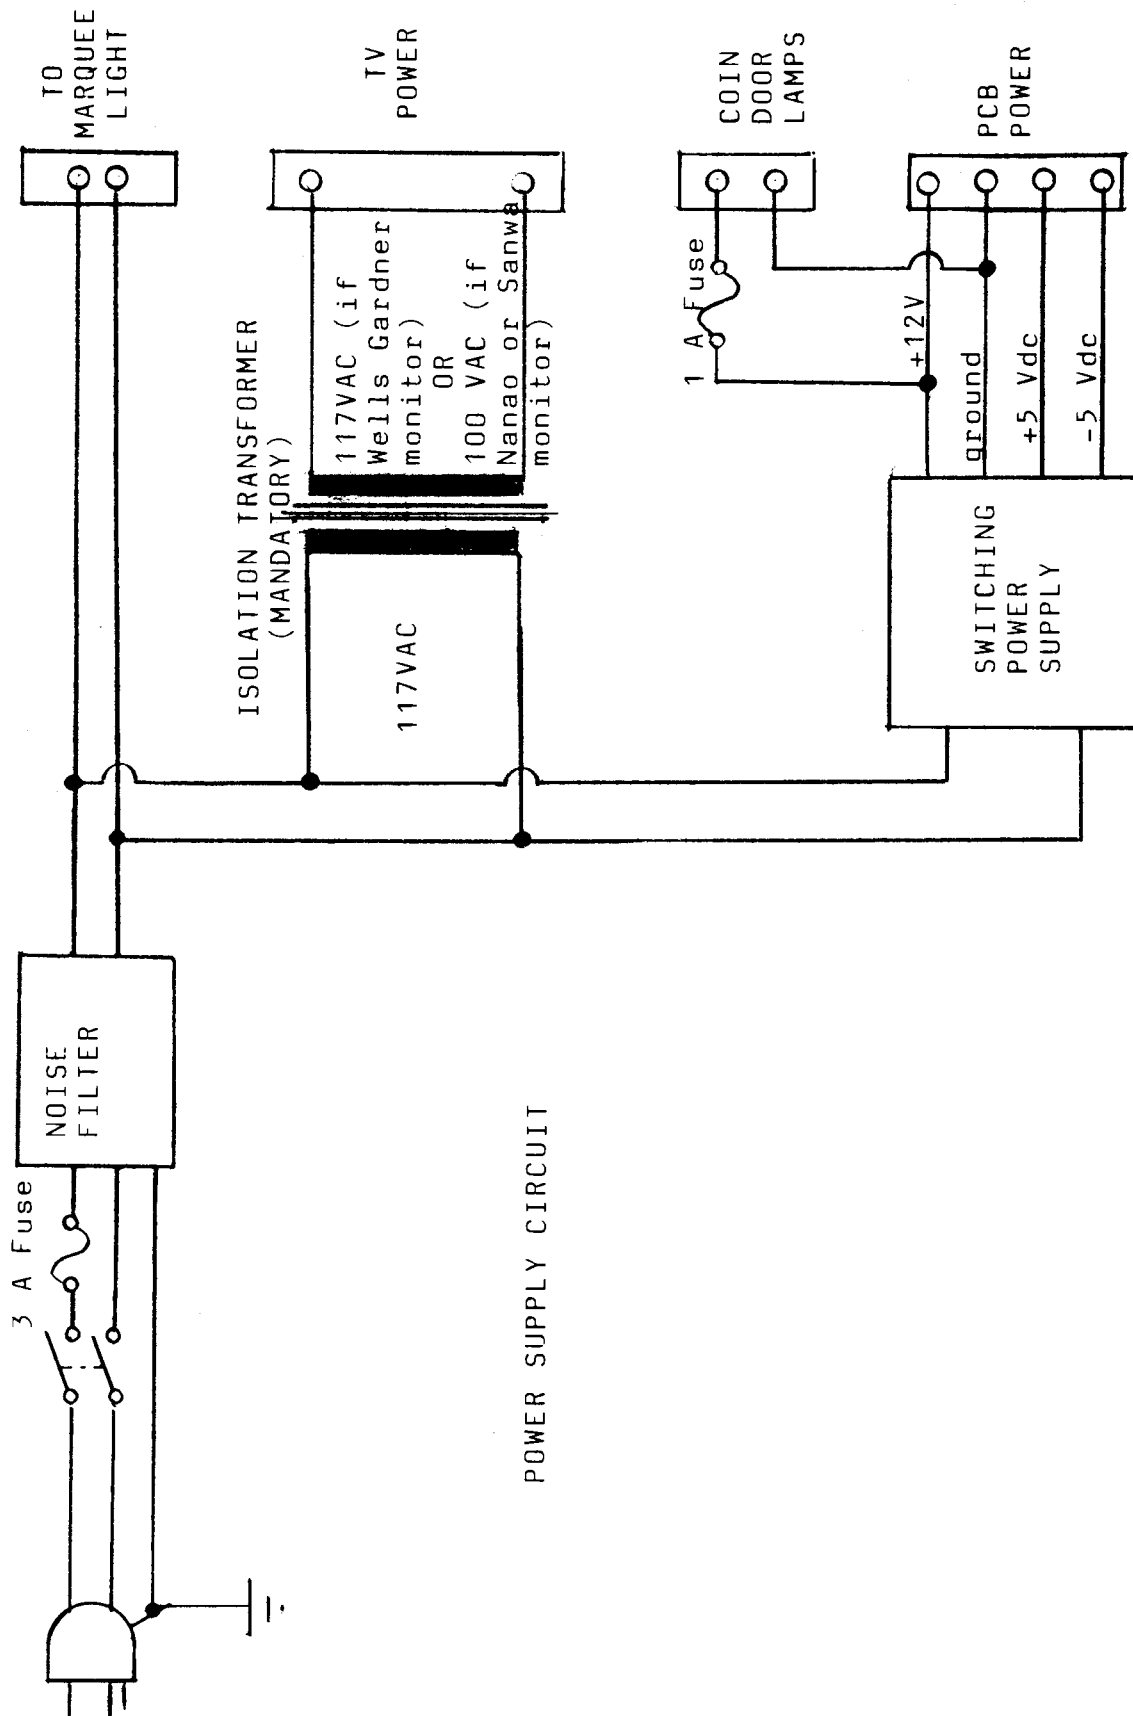 TO
MARQUEE
LIGHT
TV
POWER
COIN
DOOR
LAMPS
PCB
POWER
ISOLATION TRANSFORMER
(MANDATORY)
117VAC (if
Wells Gardner
monitor)
OR
100 VAC (if
Nanao or Sanwa
monitor)
117VAC
1 A Fuse
+12V
ground
+5 Vdc
-5 Vdc
SWITCHING
POWER
SUPPLY
NOISE
FILTER
3 A Fuse
POWER SUPPLY CIRCUIT